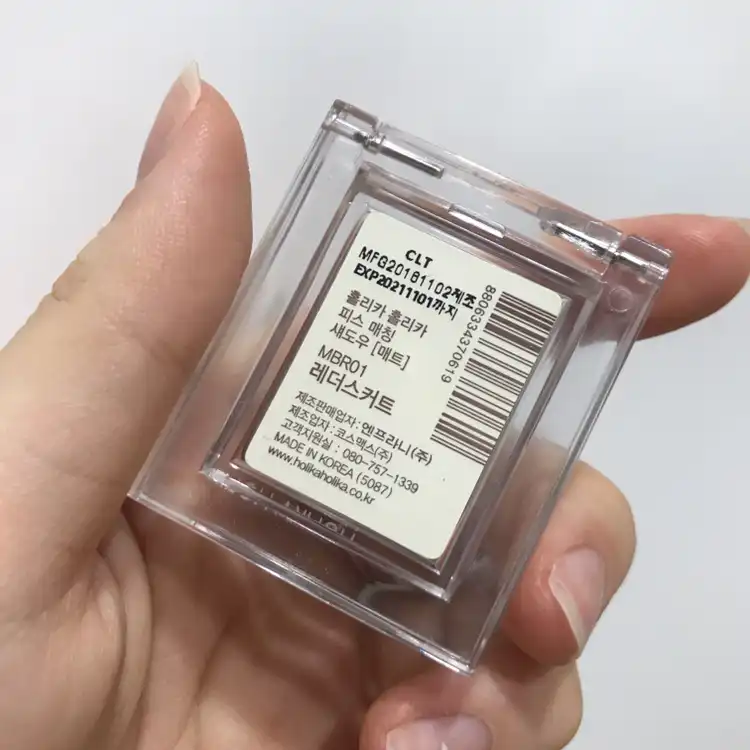 CLT
MFG20181102제조
EXP20211101까지
홀리카 홀리카
피스 매칭
섀도우 [매트]
MBR01
레더스커트
제조판매업자 : 엔프라니(주)
제조업자 : 코스맥스(주)
고객지원실 : 080-757-1339
MADE IN KOREA (5087)
www.holikaholika.co.kr
8806334370619